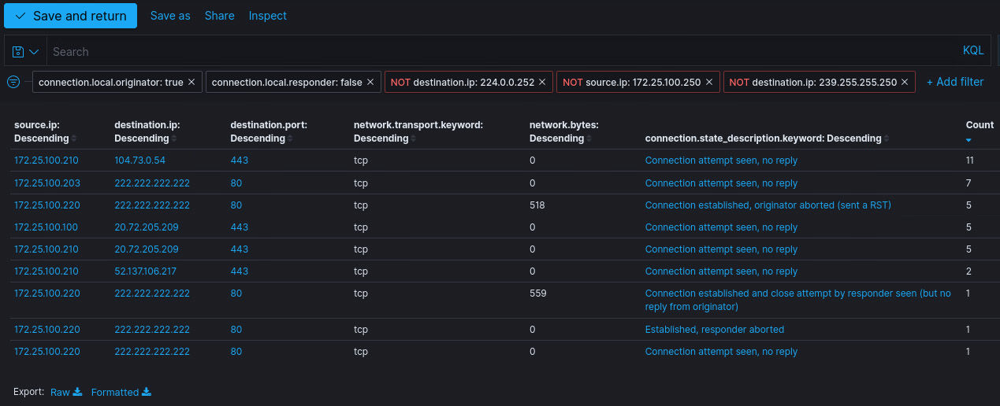 Save and return Save as Share Inspect
Search KQL
connection.local.originator: true × connection.local.responder: false × NOT destination.ip: 224.0.0.252 × NOT source.ip: 172.25.100.250 × NOT destination.ip: 239.255.255.250 × + Add filter
source.ip: Descending destination.ip: Descending destination.port: Descending network.transport.keyword: Descending network.bytes: Descending connection.state_description.keyword: Descending Count
172.25.100.210 104.73.0.54 443 tcp 0 Connection attempt seen, no reply 11
172.25.100.203 222.222.222.222 80 tcp 0 Connection attempt seen, no reply 7
172.25.100.220 222.222.222.222 80 tcp 518 Connection established, originator aborted (sent a RST) 5
172.25.100.100 20.72.205.209 443 tcp 0 Connection attempt seen, no reply 5
172.25.100.210 20.72.205.209 443 tcp 0 Connection attempt seen, no reply 5
172.25.100.210 52.137.106.217 443 tcp 0 Connection attempt seen, no reply 2
172.25.100.220 222.222.222.222 80 tcp 559 Connection established and close attempt by responder seen (but no reply from originator) 1
172.25.100.220 222.222.222.222 80 tcp 0 Established, responder aborted 1
172.25.100.220 222.222.222.222 80 tcp 0 Connection attempt seen, no reply 1
Export: Raw Formatted